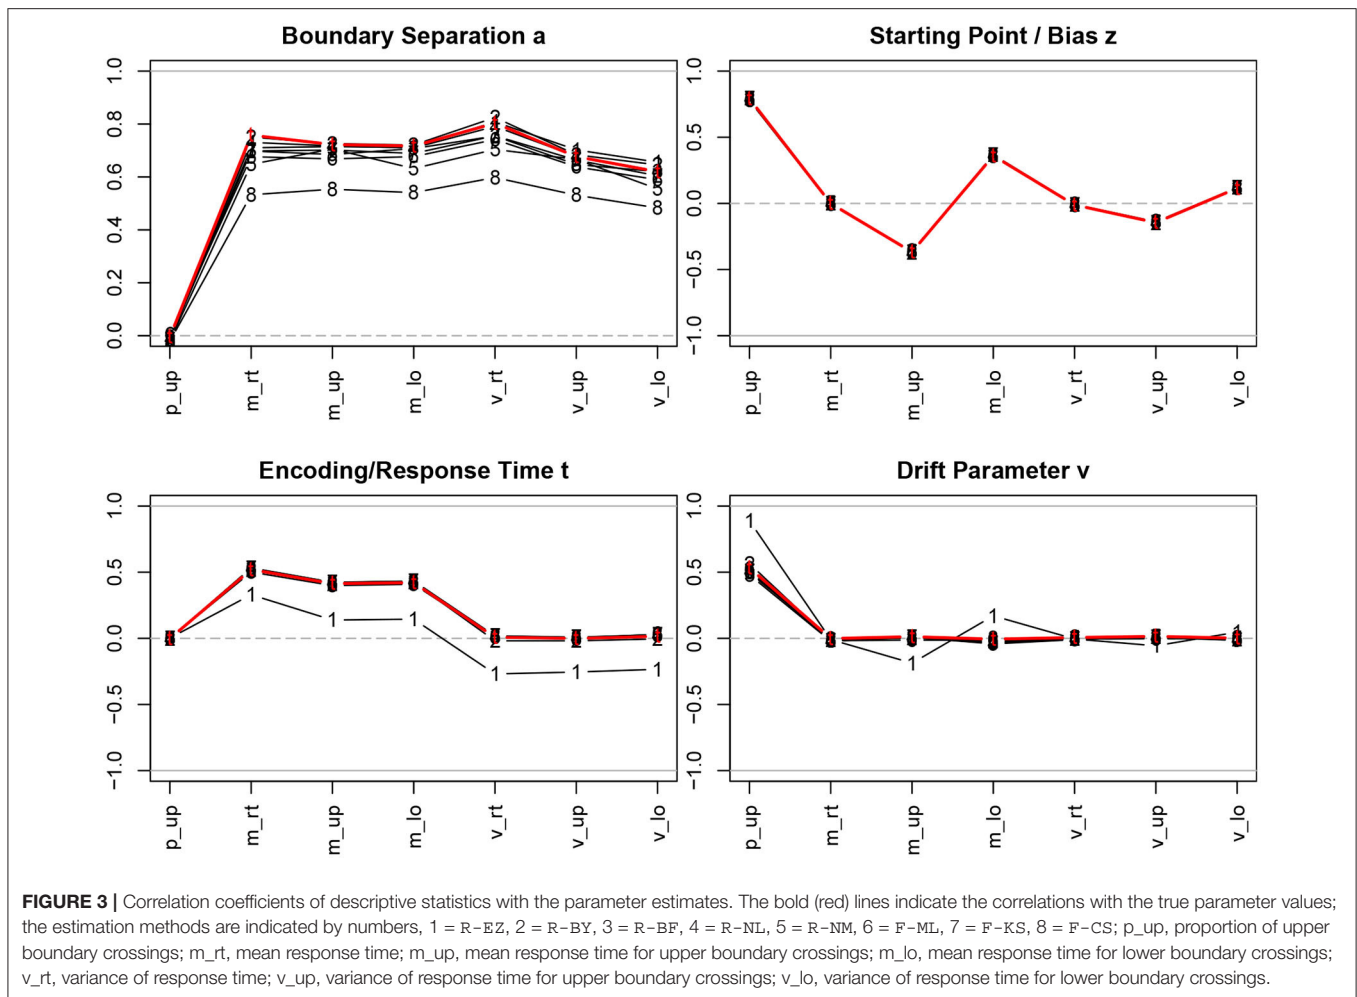 Boundary Separation a
1.0
0.8
0.6
0.4
0.2
0.0
p_up
m_rt
m_up
m_lo
v_rt
v_up
v_lo
Starting Point / Bias z
1.0
0.5
0.0
−0.5
−1.0
p_up
m_rt
m_up
m_lo
v_rt
v_up
v_lo
Encoding/Response Time t
1.0
0.5
0.0
−0.5
−1.0
p_up
m_rt
m_up
m_lo
v_rt
v_up
v_lo
Drift Parameter v
1.0
0.5
0.0
−0.5
−1.0
p_up
m_rt
m_up
m_lo
v_rt
v_up
v_lo
FIGURE 3 | Correlation coefficients of descriptive statistics with the parameter estimates. The bold (red) lines indicate the correlations with the true parameter values;
the estimation methods are indicated by numbers, 1 = R-EZ, 2 = R-BY, 3 = R-BF, 4 = R-NL, 5 = R-NM, 6 = F-ML, 7 = F-KS, 8 = F-CS; p_up, proportion of upper
boundary crossings; m_rt, mean response time; m_up, mean response time for upper boundary crossings; m_lo, mean response time for lower boundary crossings;
v_rt, variance of response time; v_up, variance of response time for upper boundary crossings; v_lo, variance of response time for lower boundary crossings.